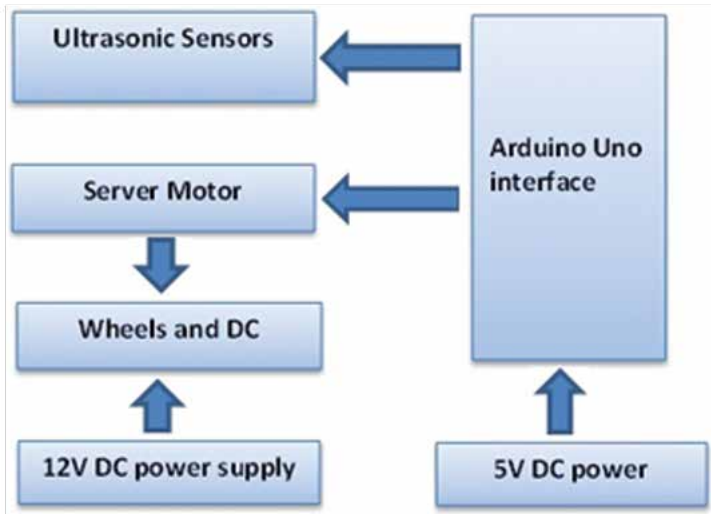 Ultrasonic Sensors
Arduino Uno
interface
Server Motor
Wheels and DC
12V DC power supply
5V DC power